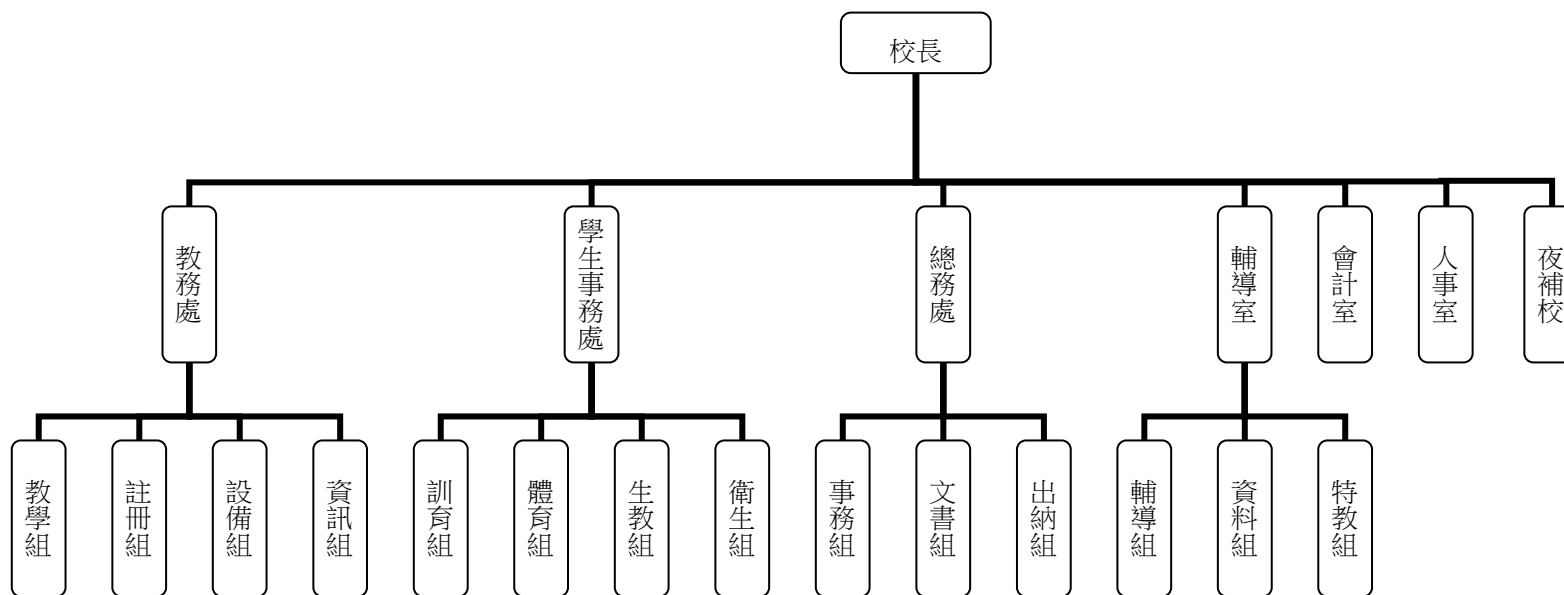 校長
教務處
學生事務處
總務處
輔導室
會計室
人事室
夜補校
教學組
註冊組
設備組
資訊組
訓育組
體育組
生教組
衛生組
事務組
文書組
出納組
輔導組
資料組
特教組